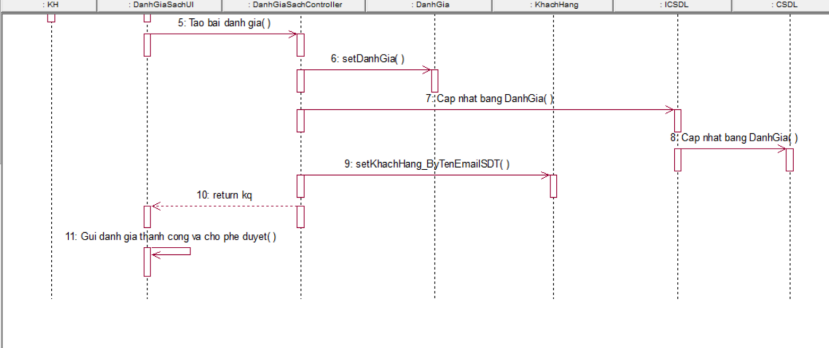 : KH
: DanhGiaSachUI
: DanhGiaSachController
: DanhGia
: KhachHang
: ICSDL
: CSDL
5: Tao bai danh gia( )
6: setDanhGia( )
7: Cap nhat bang DanhGia( )
8: Cap nhat bang DanhGia( )
9: setKhachHang_ByTenEmailSDT( )
10: return kq
11: Gui danh gia thanh cong va cho phe duyet( )